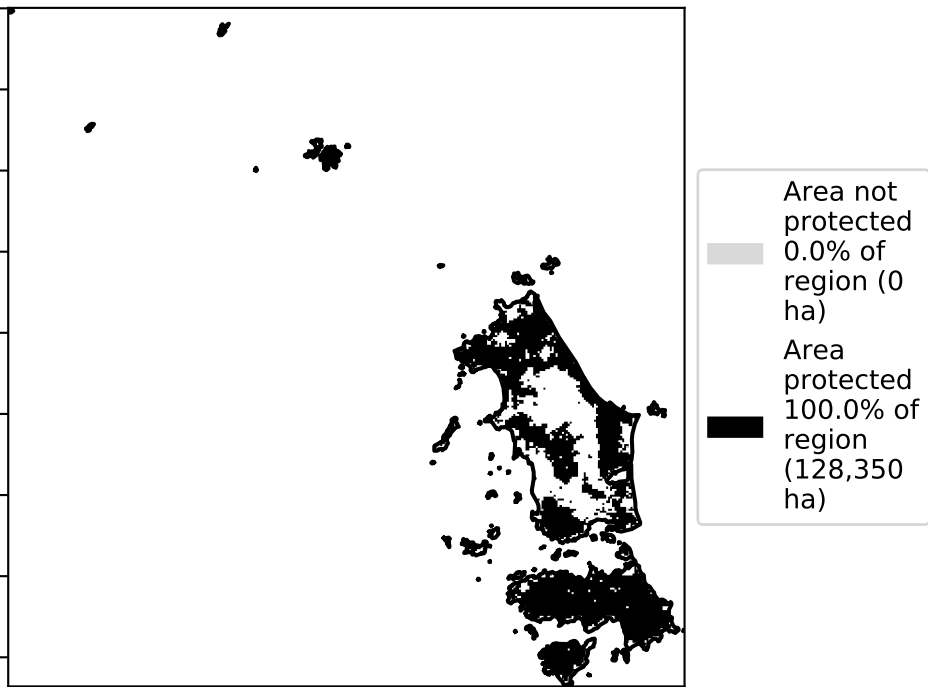 Area not
protected
0.0% of
region (0
ha)
Area
protected
100.0% of
region
(128,350
ha)